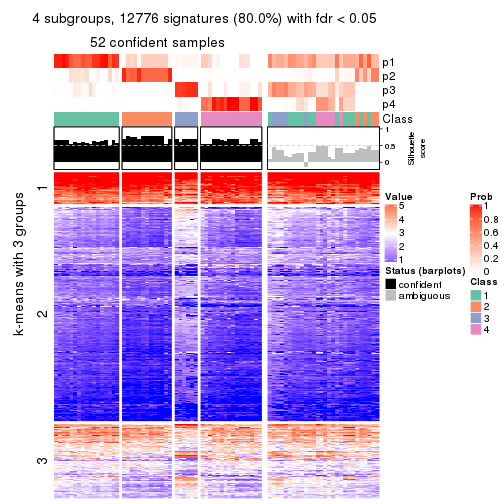 4 subgroups, 12776 signatures (80.0%) with fdr < 0.05
52 confident samples
p1
p2
p3
p4
Class
1
0.5
0
Silhouette
score
k-means with 3 groups
1
2
3
Value
5
4
3
2
1
Status (barplots)
confident
ambiguous
Prob
1
0.8
0.6
0.4
0.2
0
Class
1
2
3
4